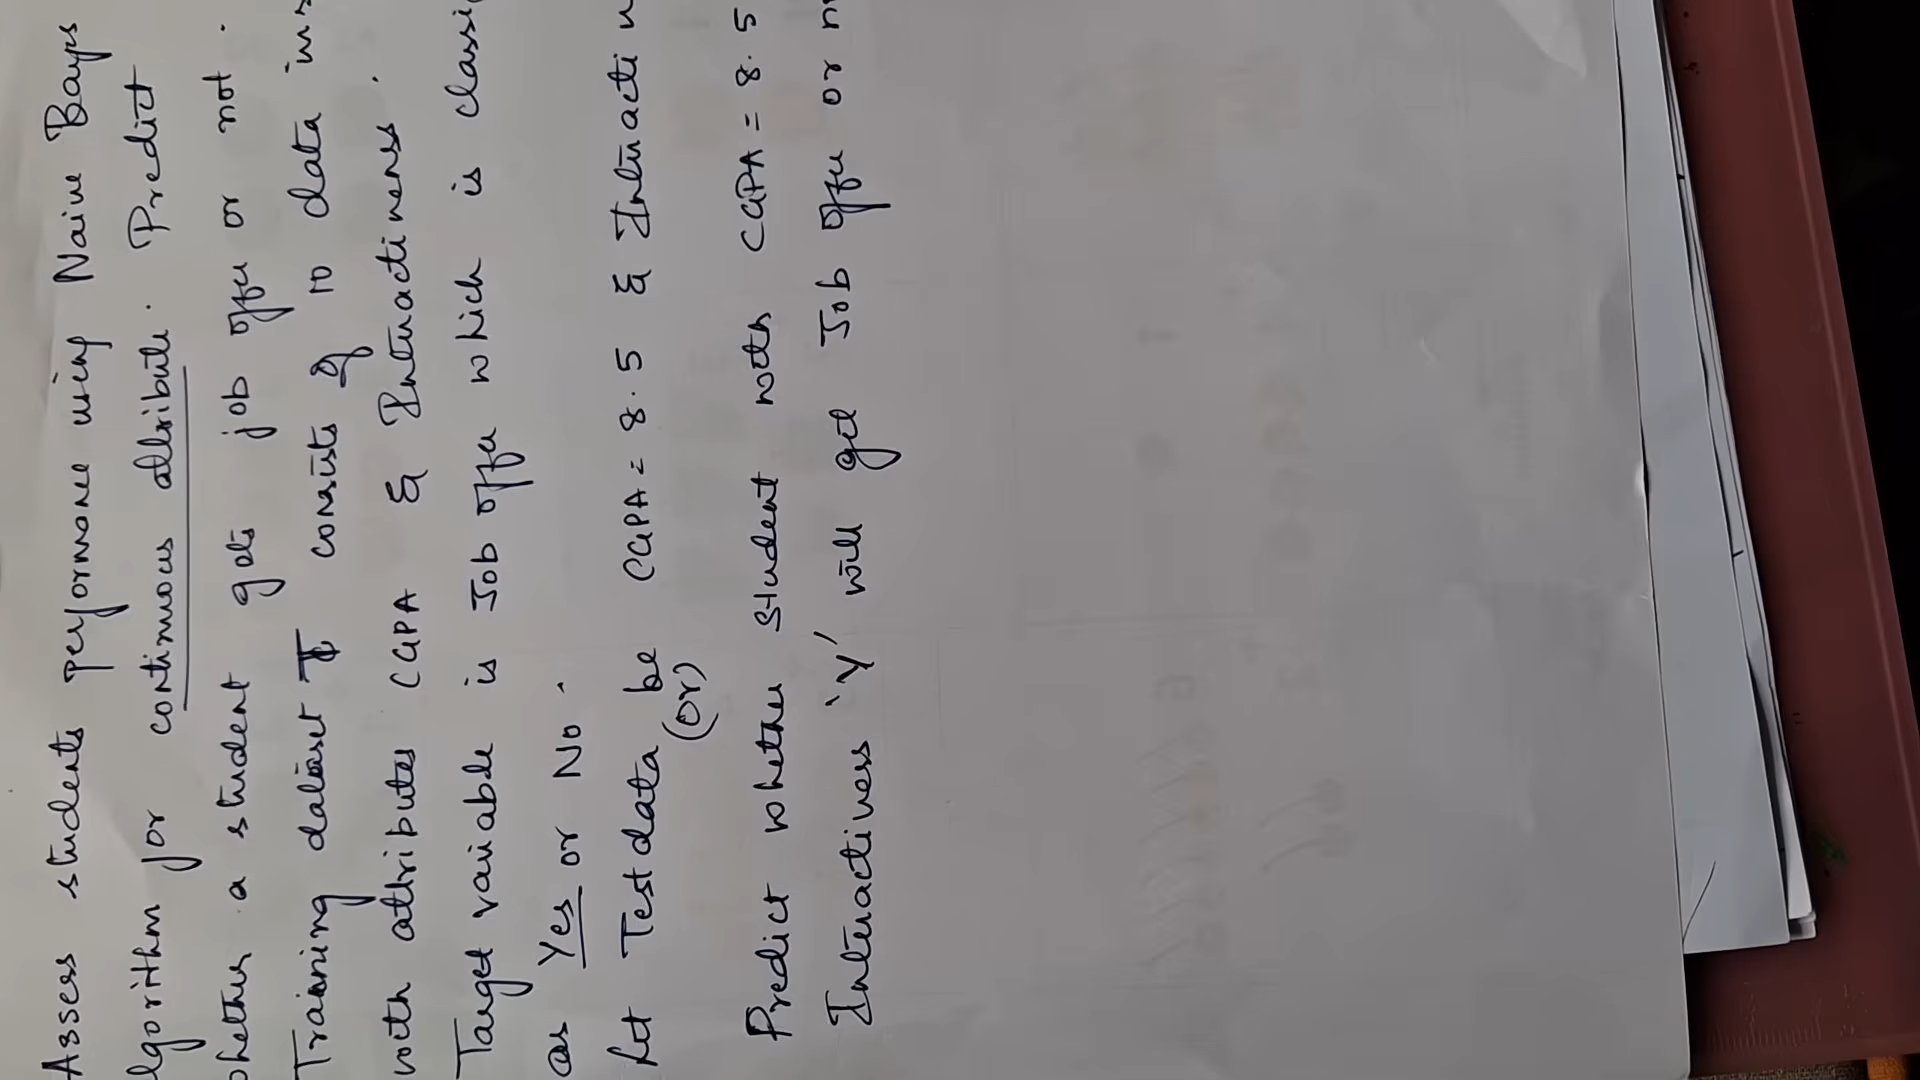 Assess students performance using Naive Bayes
lgorithm for continuous attribute. Predict
whether a student gets job offer or not.
Training dataset consists of 10 data ins
with attributes CGPA & Interactiveness.
Target variable is Job offer which is classi
as Yes or No.
Let Test data be CGPA = 8.5 & Interacti
(or)
Predict whether student with CGPA = 8.5
Interactiveness 'Y' will get Job offer or n